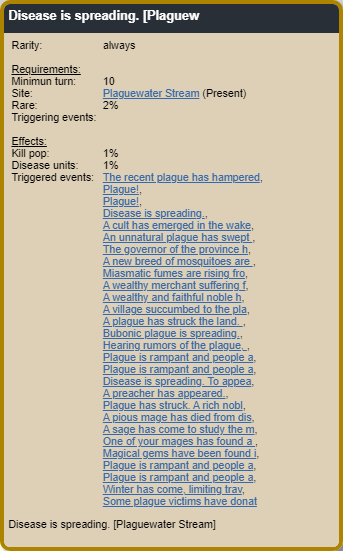 Disease is spreading. [Plaguew
Rarity: always
Requirements:
Minimun turn: 10
Site: Plaguewater Stream (Present)
Rare: 2%
Triggering events:
Effects:
Kill pop: 1%
Disease units: 1%
Triggered events: The recent plague has hampered,
Plague!,
Plague!,
Disease is spreading.,
A cult has emerged in the wake,
An unnatural plague has swept ,
The governor of the province h,
A new breed of mosquitoes are ,
Miasmatic fumes are rising fro,
A wealthy merchant suffering f,
A wealthy and faithful noble h,
A village succumbed to the pla,
A plague has struck the land. ,
Bubonic plague is spreading.,
Hearing rumors of the plague, ,
Plague is rampant and people a,
Plague is rampant and people a,
Disease is spreading. To appea,
A preacher has appeared.,
Plague has struck. A rich nobl,
A pious mage has died from dis,
A sage has come to study the m,
One of your mages has found a ,
Magical gems have been found i,
Plague is rampant and people a,
Plague is rampant and people a,
Winter has come, limiting trav,
Some plague victims have donat
Disease is spreading. [Plaguewater Stream]